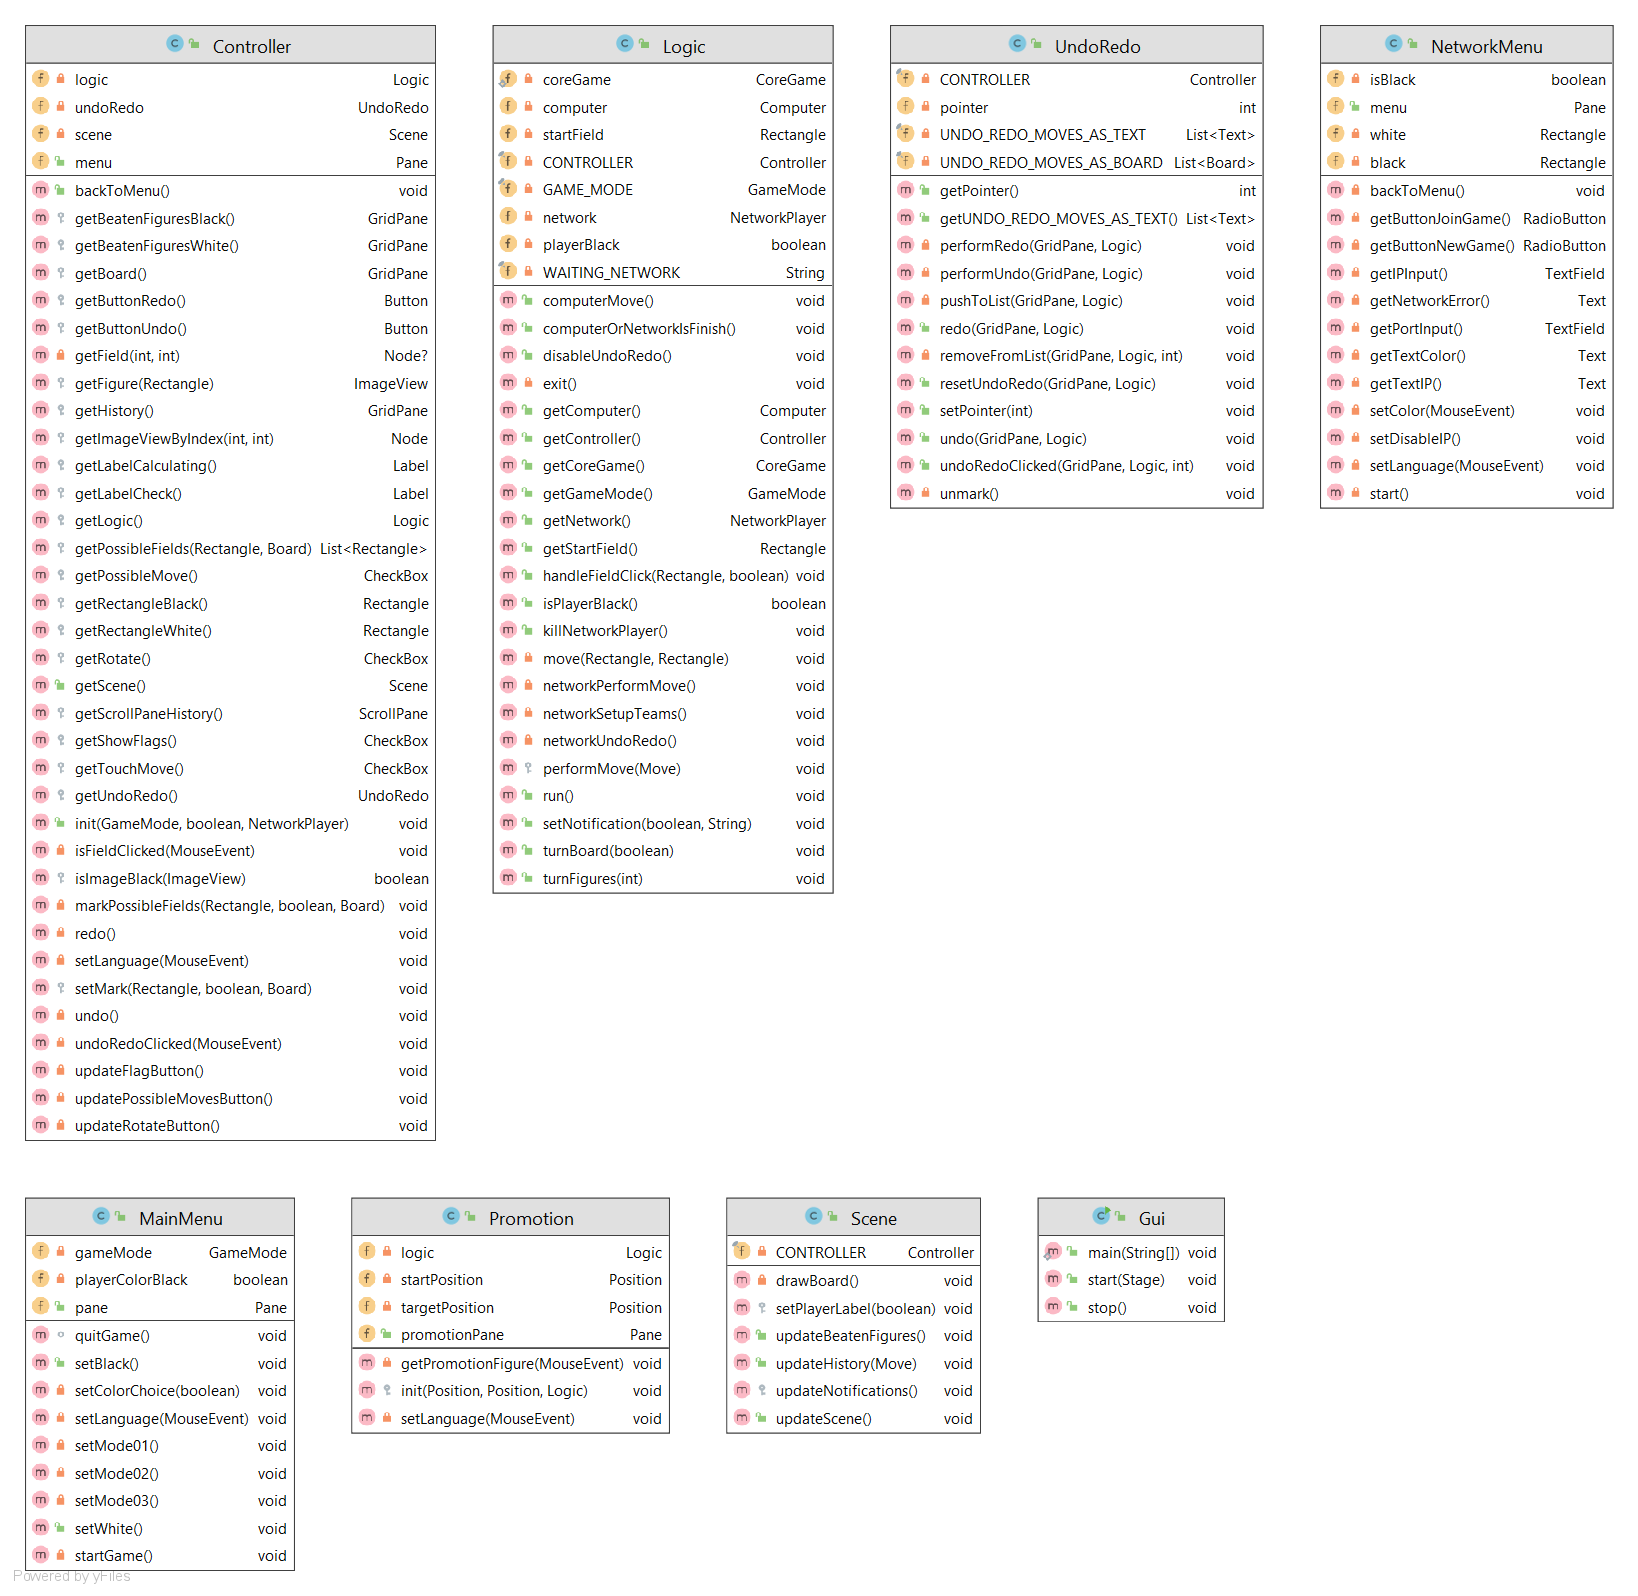 Controller
logic Logic
undoRedo UndoRedo
scene Scene
menu Pane
backToMenu() void
getBeatenFiguresBlack() GridPane
getBeatenFiguresWhite() GridPane
getBoard() GridPane
getButtonRedo() Button
getButtonUndo() Button
getField(int, int) Node?
getFigure(Rectangle) ImageView
getHistory() GridPane
getImageViewByIndex(int, int) Node
getLabelCalculating() Label
getLabelCheck() Label
getLogic() Logic
getPossibleFields(Rectangle, Board) List<Rectangle>
getPossibleMove() CheckBox
getRectangleBlack() Rectangle
getRectangleWhite() Rectangle
getRotate() CheckBox
getScene() Scene
getScrollPaneHistory() ScrollPane
getShowFlags() CheckBox
getTouchMove() CheckBox
getUndoRedo() UndoRedo
init(GameMode, boolean, NetworkPlayer) void
isFieldClicked(MouseEvent) void
isImageBlack(ImageView) boolean
markPossibleFields(Rectangle, boolean, Board) void
redo() void
setLanguage(MouseEvent) void
setMark(Rectangle, boolean, Board) void
undo() void
undoRedoClicked(MouseEvent) void
updateFlagButton() void
updatePossibleMovesButton() void
updateRotateButton() void
Logic
coreGame CoreGame
computer Computer
startField Rectangle
CONTROLLER Controller
GAME_MODE GameMode
network NetworkPlayer
playerBlack boolean
WAITING_NETWORK String
computerMove() void
computerOrNetworkIsFinish() void
disableUndoRedo() void
exit() void
getComputer() Computer
getController() Controller
getCoreGame() CoreGame
getGameMode() GameMode
getNetwork() NetworkPlayer
getStartField() Rectangle
handleFieldClick(Rectangle, boolean) void
isPlayerBlack() boolean
killNetworkPlayer() void
move(Rectangle, Rectangle) void
networkPerformMove() void
networkSetupTeams() void
networkUndoRedo() void
performMove(Move) void
run() void
setNotification(boolean, String) void
turnBoard(boolean) void
turnFigures(int) void
UndoRedo
CONTROLLER Controller
pointer int
UNDO_REDO_MOVES_AS_TEXT List<Text>
UNDO_REDO_MOVES_AS_BOARD List<Board>
getPointer() int
getUNDO_REDO_MOVES_AS_TEXT() List<Text>
performRedo(GridPane, Logic) void
performUndo(GridPane, Logic) void
pushToList(GridPane, Logic) void
redo(GridPane, Logic) void
removeFromList(GridPane, Logic, int) void
resetUndoRedo(GridPane, Logic) void
setPointer(int) void
undo(GridPane, Logic) void
undoRedoClicked(GridPane, Logic, int) void
unmark() void
NetworkMenu
isBlack boolean
menu Pane
white Rectangle
black Rectangle
backToMenu() void
getButtonJoinGame() RadioButton
getButtonNewGame() RadioButton
getIPInput() TextField
getNetworkError() Text
getPortInput() TextField
getTextColor() Text
getTextIP() Text
setColor(MouseEvent) void
setDisableIP() void
setLanguage(MouseEvent) void
start() void
MainMenu
gameMode GameMode
playerColorBlack boolean
pane Pane
quitGame() void
setBlack() void
setColorChoice(boolean) void
setLanguage(MouseEvent) void
setMode01() void
setMode02() void
setMode03() void
setWhite() void
startGame() void
Promotion
logic Logic
startPosition Position
targetPosition Position
promotionPane Pane
getPromotionFigure(MouseEvent) void
init(Position, Position, Logic) void
setLanguage(MouseEvent) void
Scene
CONTROLLER Controller
drawBoard() void
setPlayerLabel(boolean) void
updateBeatenFigures() void
updateHistory(Move) void
updateNotifications() void
updateScene() void
Gui
main(String[]) void
start(Stage) void
stop() void
Powered by yFiles